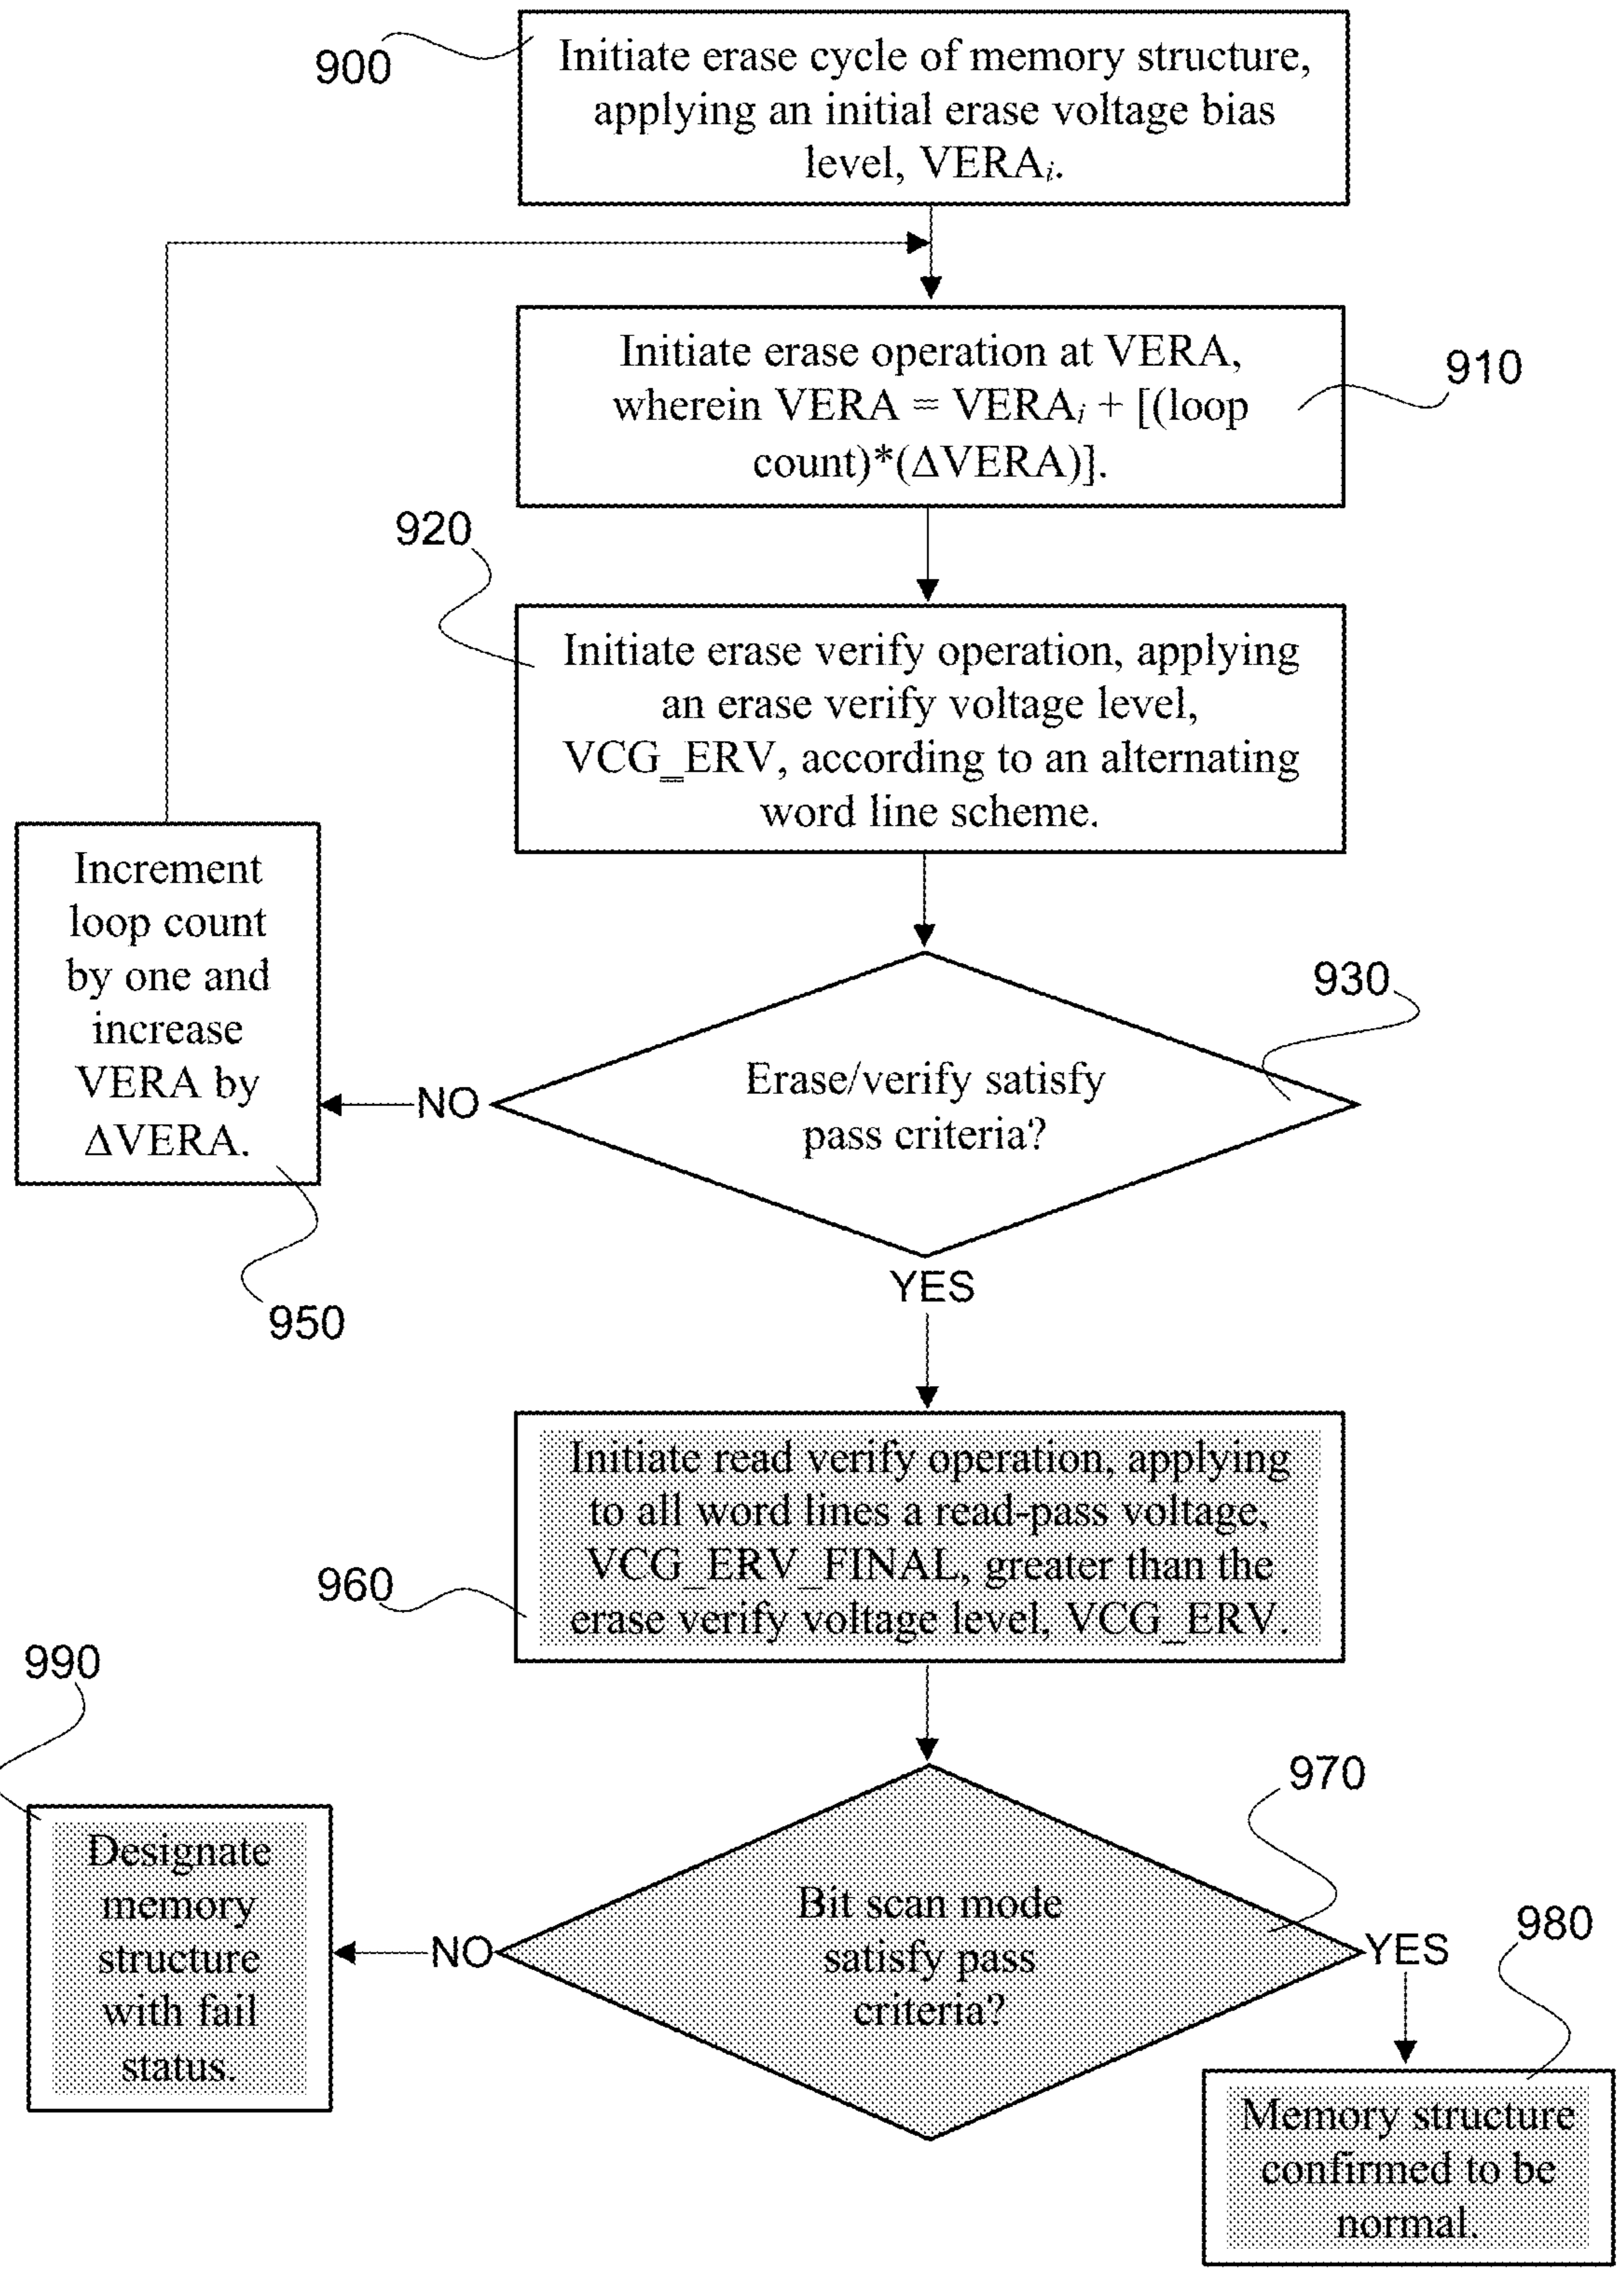 900
Initiate erase cycle of memory structure,
applying an initial erase voltage bias
level, VERAi.
Initiate erase operation at VERA,
wherein VERA = VERAi + [(loop
count)*(ΔVERA)].
910
920
Initiate erase verify operation, applying
an erase verify voltage level,
VCG_ERV, according to an alternating
word line scheme.
Increment
loop count
by one and
increase
VERA by
ΔVERA.
950
NO
Erase/verify satisfy
pass criteria?
930
YES
Initiate read verify operation, applying
to all word lines a read-pass voltage,
VCG_ERV_FINAL, greater than the
erase verify voltage level, VCG_ERV.
960
990
Designate
memory
structure
with fail
status.
NO
Bit scan mode
satisfy pass
criteria?
970
YES
980
Memory structure
confirmed to be
normal.